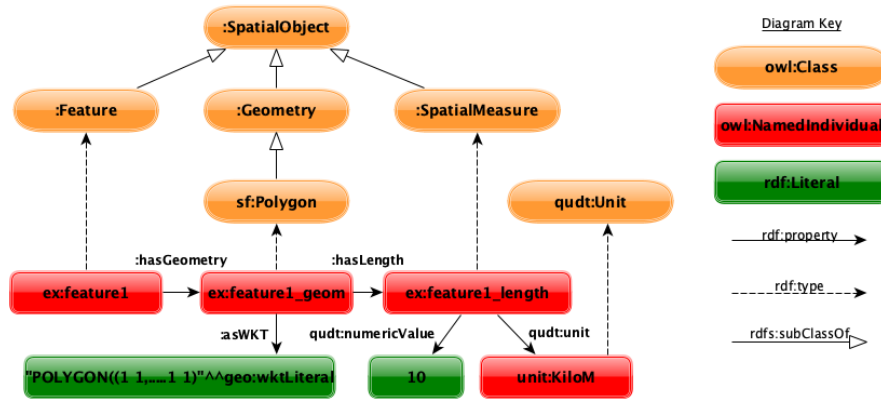 :SpatialObject
Diagram Key
owl:Class
:Feature
:Geometry
:SpatialMeasure
owl:NamedIndividual
rdf:Literal
sf:Polygon
qudt:Unit
rdf:property
:hasGeometry
:hasLength
ex:feature1
ex:feature1_geom
ex:feature1_length
rdf:type
:asWKT
qudt:numericValue
qudt:unit
rdfs:subClassOf
"POLYGON((1 1,.....1 1)"^^geo:wktLiteral
10
unit:KiloM